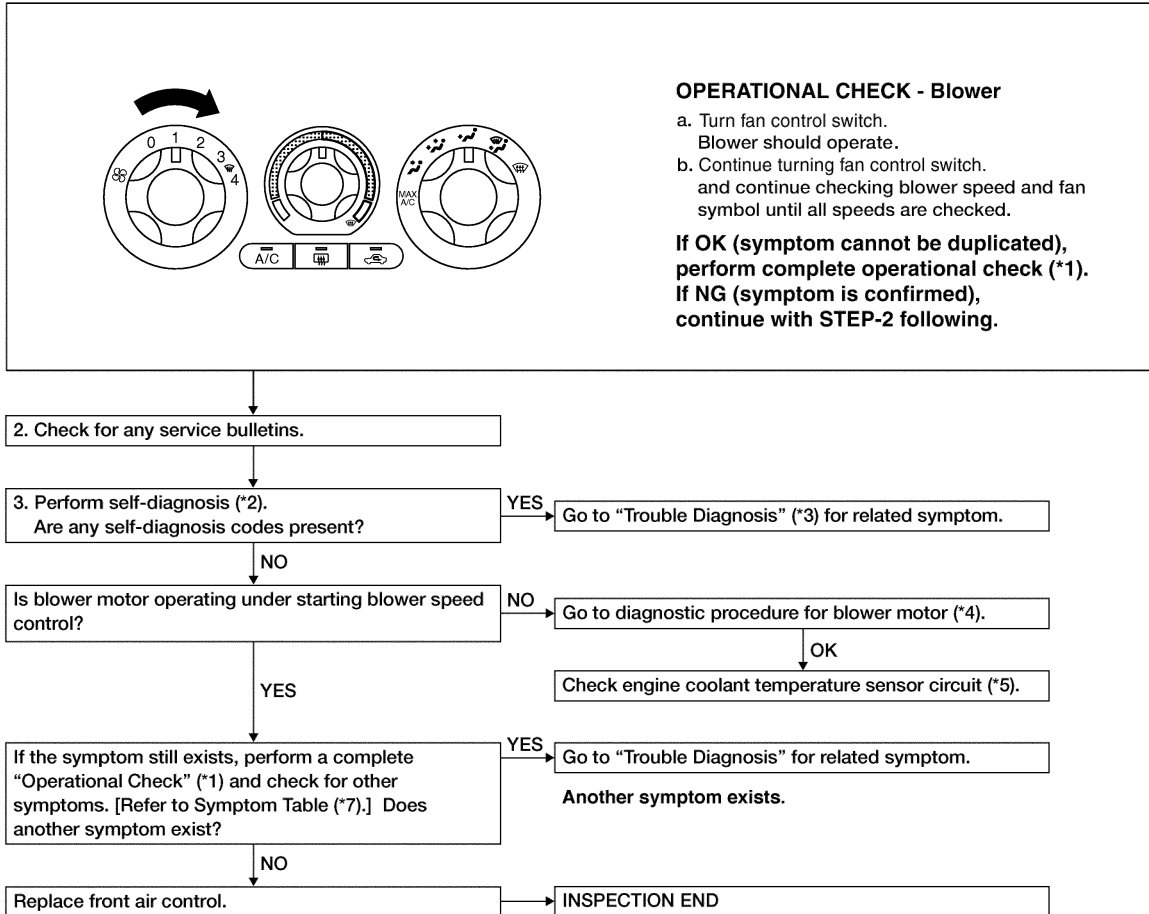 0
1
2
3
4
MAX
A/C
A/C
OPERATIONAL CHECK - Blower
a. Turn fan control switch.
Blower should operate.
b. Continue turning fan control switch.
and continue checking blower speed and fan
symbol until all speeds are checked.
If OK (symptom cannot be duplicated),
perform complete operational check (*1).
If NG (symptom is confirmed),
continue with STEP-2 following.
2. Check for any service bulletins.
3. Perform self-diagnosis (*2).
Are any self-diagnosis codes present?
YES
Go to “Trouble Diagnosis” (*3) for related symptom.
NO
Is blower motor operating under starting blower speed
control?
NO
Go to diagnostic procedure for blower motor (*4).
OK
Check engine coolant temperature sensor circuit (*5).
YES
If the symptom still exists, perform a complete
“Operational Check” (*1) and check for other
symptoms. [Refer to Symptom Table (*7).] Does
another symptom exist?
YES
Go to “Trouble Diagnosis” for related symptom.
Another symptom exists.
NO
Replace front air control.
INSPECTION END